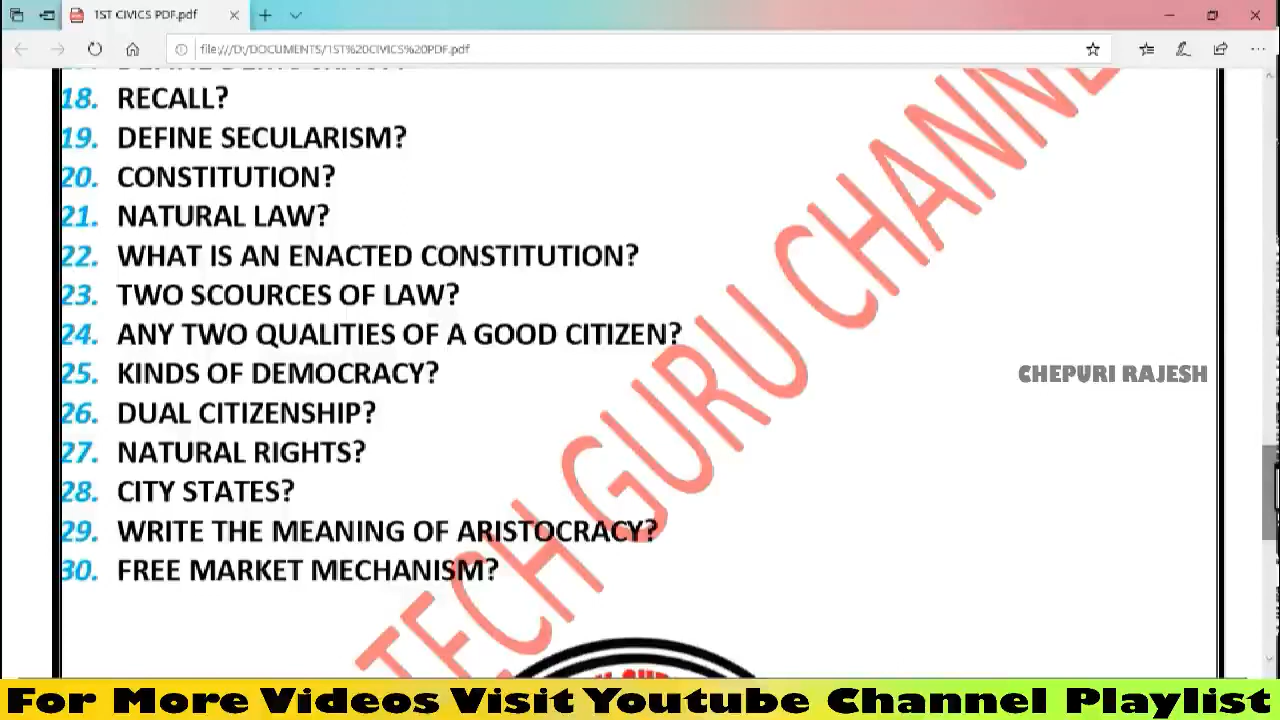 1ST CIVICS PDF.pdf
file:///D:/DOCUMENTS/1ST%20CIVICS%20PDF.pdf
18. RECALL?
19. DEFINE SECULARISM?
20. CONSTITUTION?
21. NATURAL LAW?
22. WHAT IS AN ENACTED CONSTITUTION?
23. TWO SCOURCES OF LAW?
24. ANY TWO QUALITIES OF A GOOD CITIZEN?
25. KINDS OF DEMOCRACY?
CHEPURI RAJESH
26. DUAL CITIZENSHIP?
27. NATURAL RIGHTS?
28. CITY STATES?
29. WRITE THE MEANING OF ARISTOCRACY?
30. FREE MARKET MECHANISM?
TECH GURU CHANNE
For More Videos Visit Youtube Channel Playlist